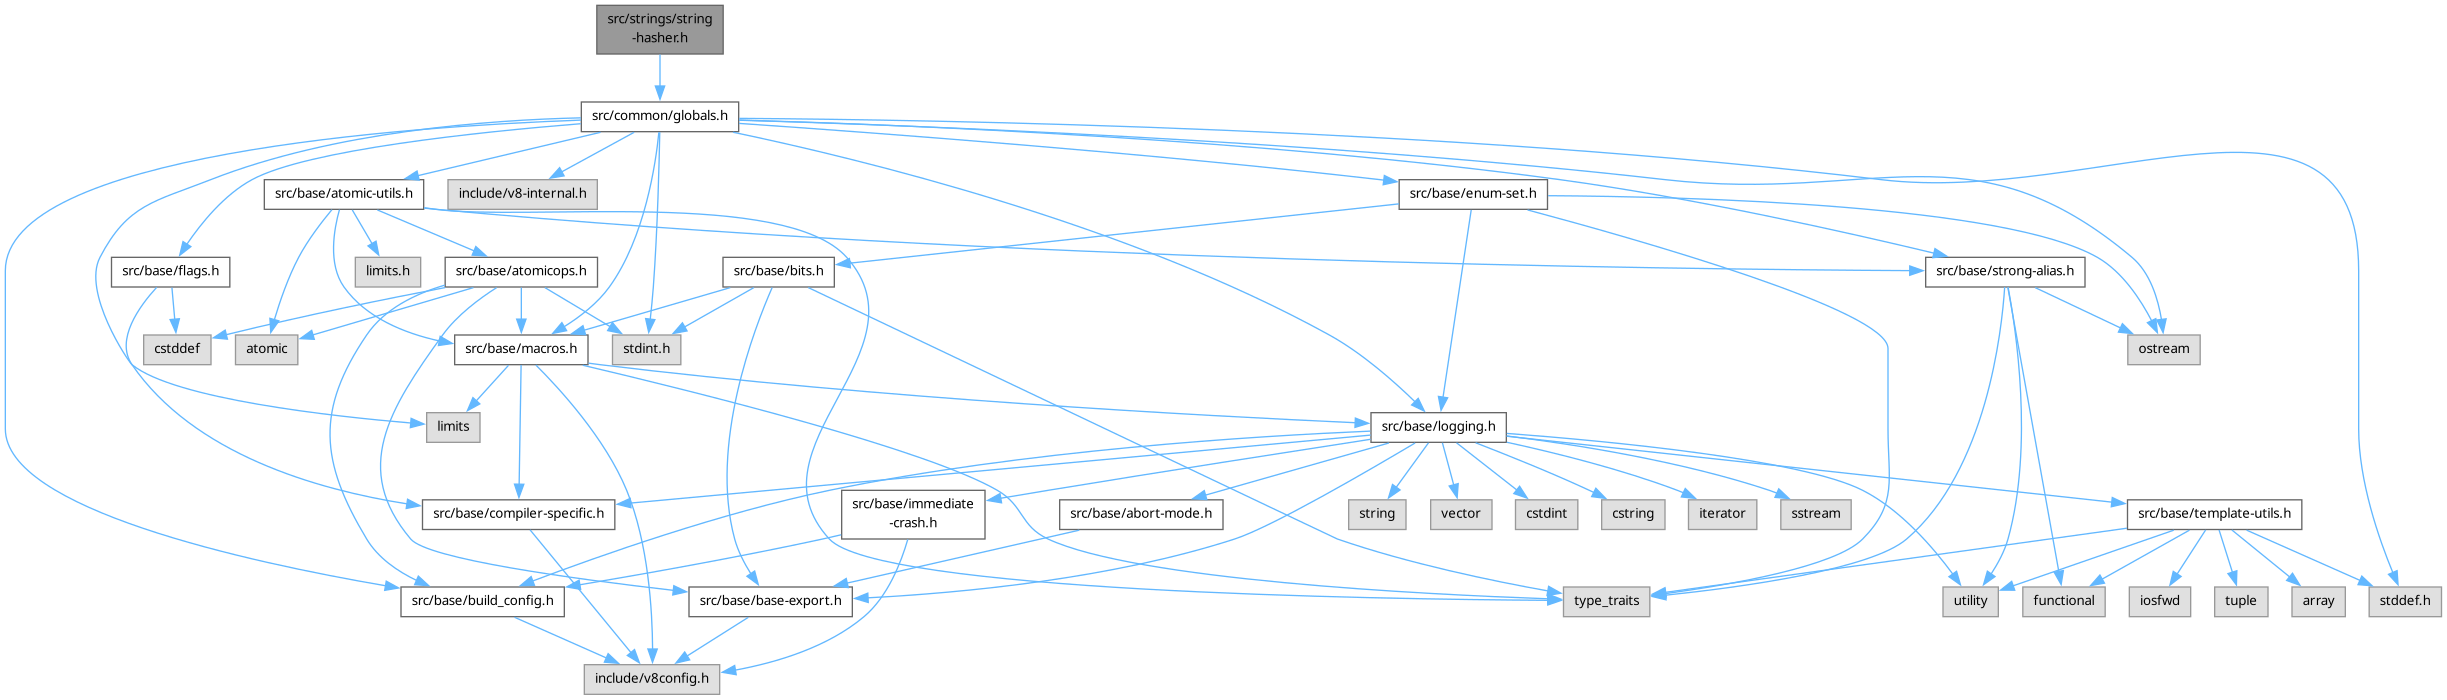 src/strings/string
-hasher.h
src/common/globals.h
src/base/atomic-utils.h
include/v8-internal.h
src/base/enum-set.h
src/base/flags.h
limits.h
src/base/atomicops.h
src/base/bits.h
src/base/strong-alias.h
cstddef
atomic
src/base/macros.h
stdint.h
ostream
limits
src/base/logging.h
src/base/compiler-specific.h
src/base/immediate
-crash.h
src/base/abort-mode.h
string
vector
cstdint
cstring
iterator
sstream
src/base/template-utils.h
src/base/build_config.h
src/base/base-export.h
type_traits
utility
functional
iosfwd
tuple
array
stddef.h
include/v8config.h